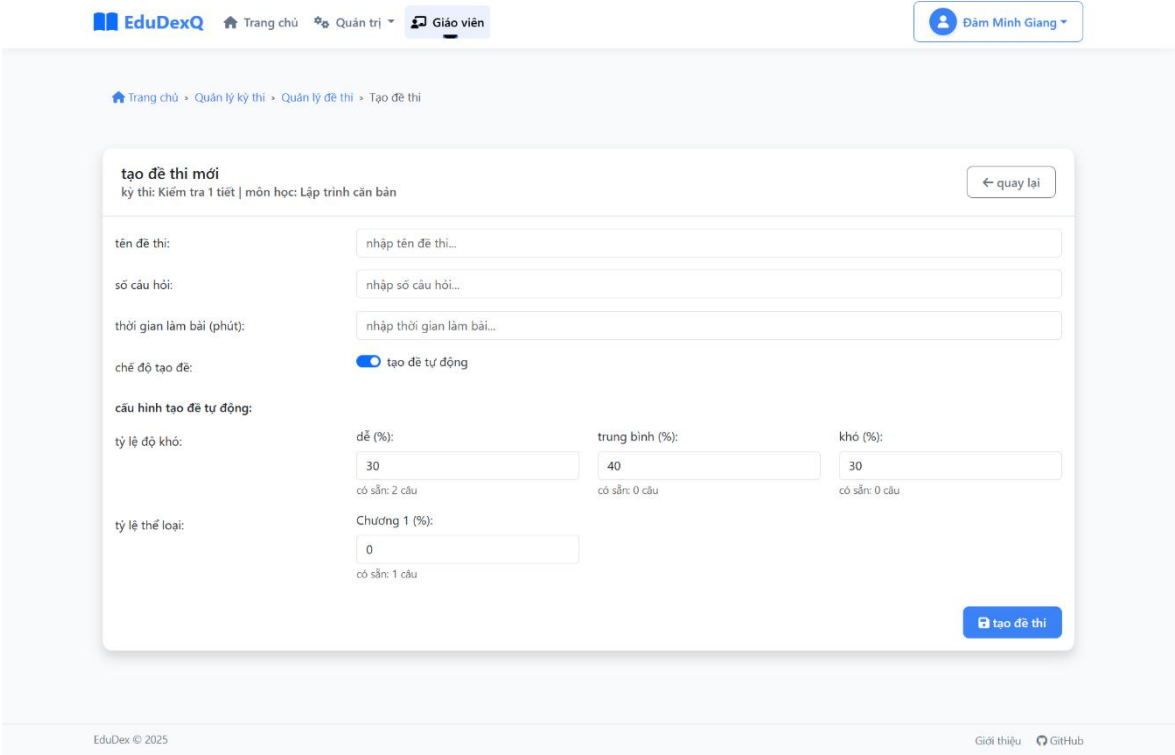 EduDexQ Trang chủ Quản trị Giáo viên Đàm Minh Giang
Trang chủ » Quản lý kỳ thi » Quản lý đề thi » Tạo đề thi
tạo đề thi mới
kỳ thi: Kiểm tra 1 tiết | môn học: Lập trình căn bản
← quay lại
tên đề thi: nhập tên đề thi...
số câu hỏi: nhập số câu hỏi...
thời gian làm bài (phút): nhập thời gian làm bài...
chế độ tạo đề: tạo đề tự động
cấu hình tạo đề tự động:
tỷ lệ độ khó: dễ (%): trung bình (%): khó (%):
30 40 30
có sẵn: 2 câu có sẵn: 0 câu có sẵn: 0 câu
tỷ lệ thể loại: Chương 1 (%):
0
có sẵn: 1 câu
tạo đề thi
EduDex © 2025 Giới thiệu GitHub